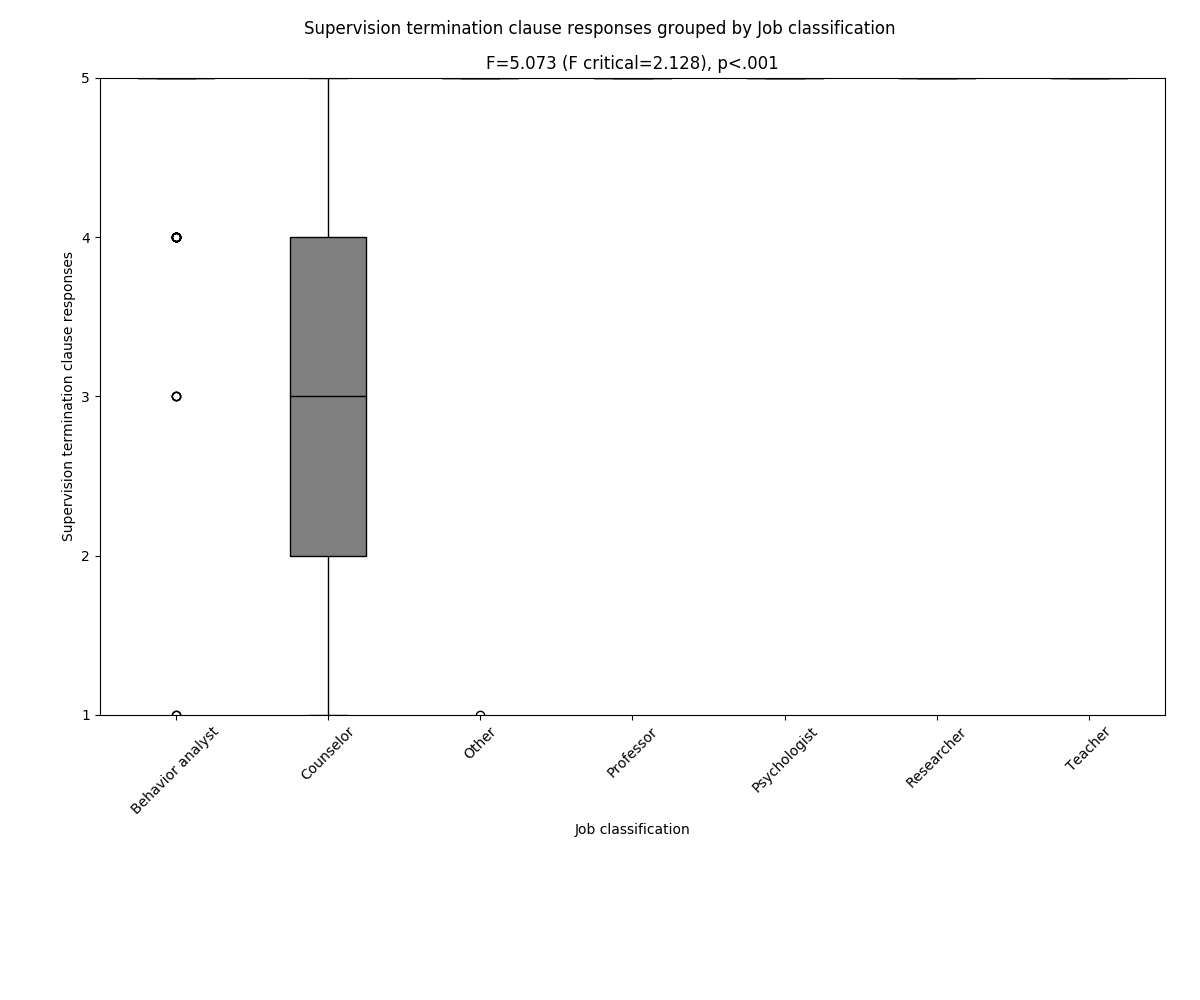 Supervision termination clause responses grouped by Job classification
F=5.073 (F critical=2.128), p<.001
5
4
3
2
1
Supervision termination clause responses
Behavior analyst
Counselor
Other
Professor
Psychologist
Researcher
Teacher
Job classification